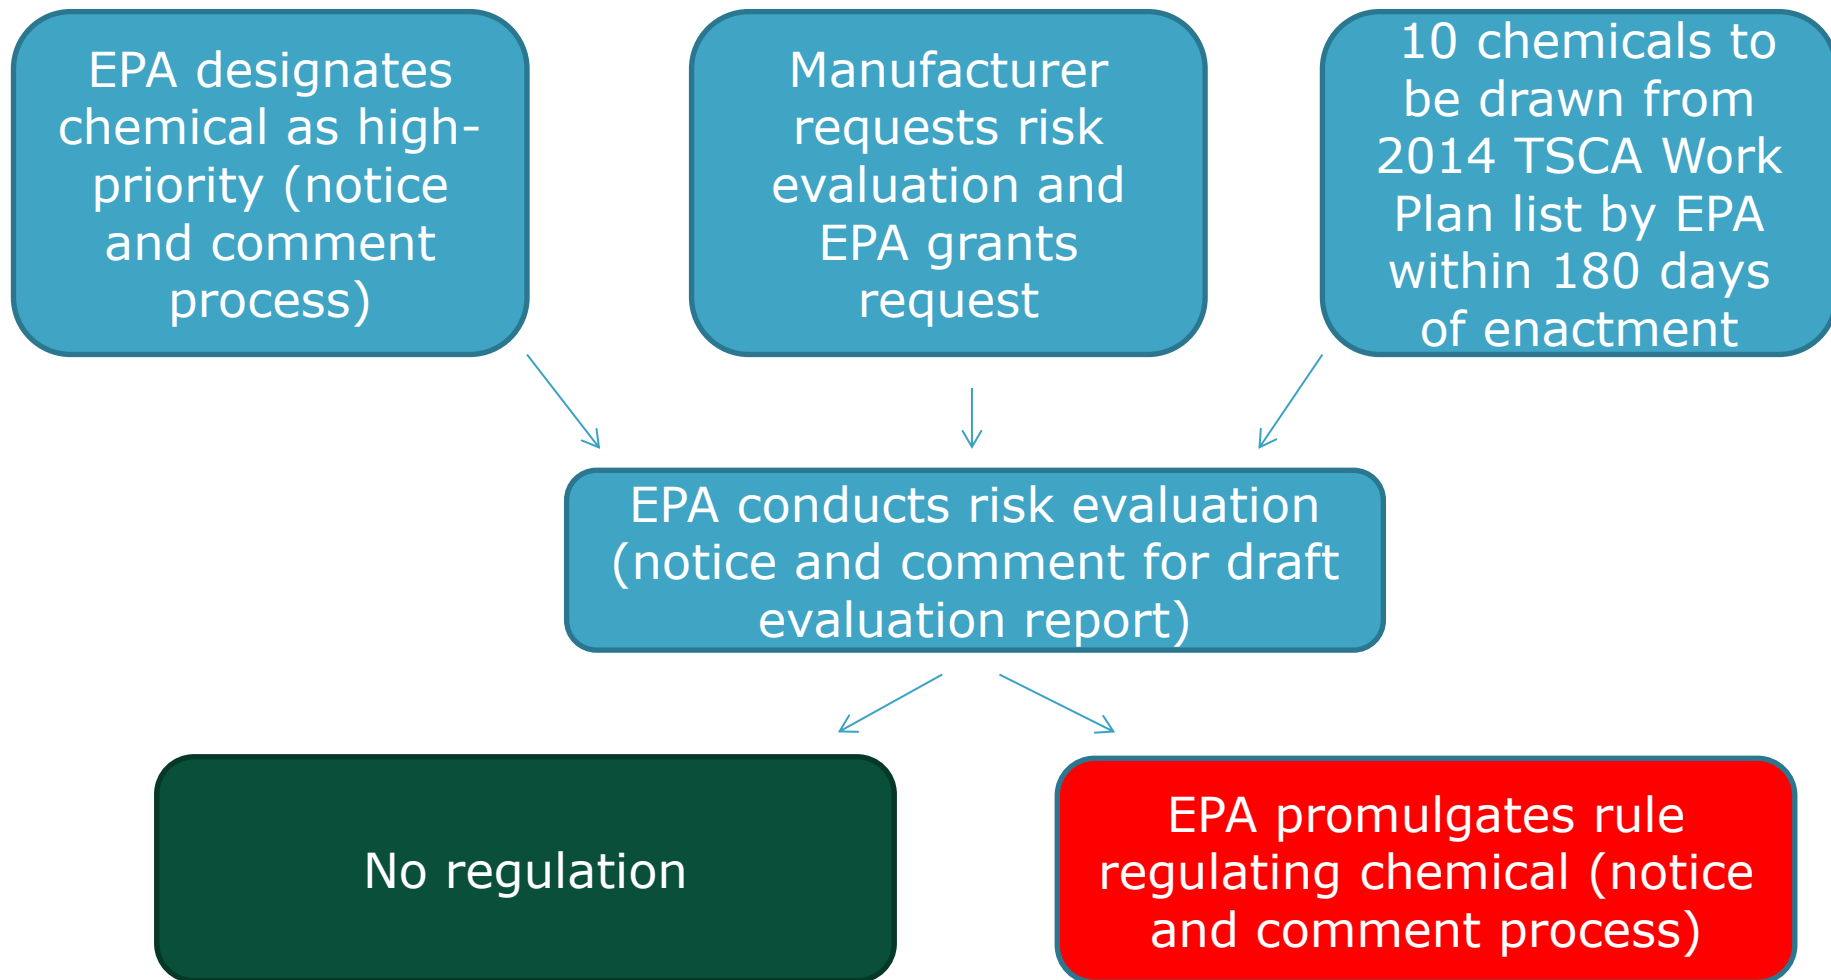 EPA designates
chemical as high-
priority (notice
and comment
process)
Manufacturer
requests risk
evaluation and
EPA grants
request
10 chemicals to
be drawn from
2014 TSCA Work
Plan list by EPA
within 180 days
of enactment
EPA conducts risk evaluation
(notice and comment for draft
evaluation report)
No regulation
EPA promulgates rule
regulating chemical (notice
and comment process)